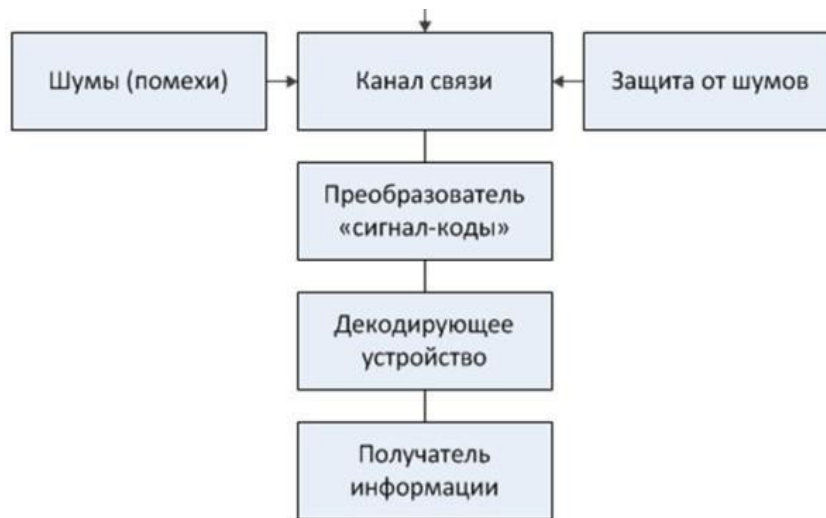 Шумы (помехи)
Канал связи
Защита от шумов
Преобразователь
«сигнал-коды»
Декодирующее
устройство
Получатель
информации